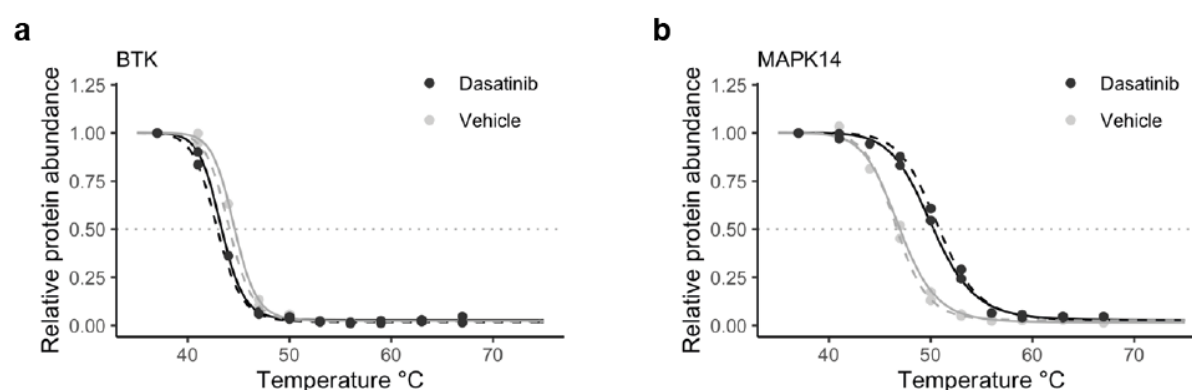 a
BTK
Relative protein abundance
1.25
1.00
0.75
0.50
0.25
0.00
40
50
60
70
Temperature °C
Dasatinib
Vehicle
b
MAPK14
Relative protein abundance
1.25
1.00
0.75
0.50
0.25
0.00
40
50
60
70
Temperature °C
Dasatinib
Vehicle